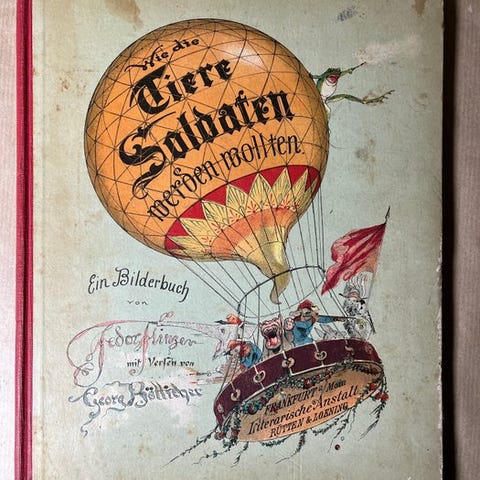 Wie die
Tiere
Soldaten
werden wollten.
Ein Bilderbuch
von
Fedor Flinzer
mit Versen von
Georg Bötticher
FRANKFURT a/Main
Literarische Anstalt
RÜTTEN & LOENING